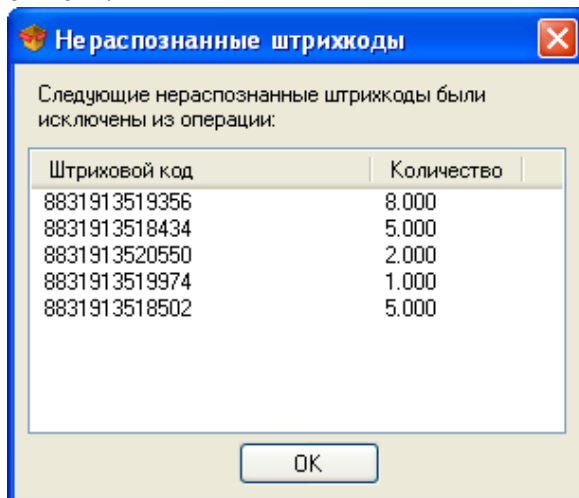 Нераспознанные штрихкоды
Следующие нераспознанные штрихкоды были
исключены из операции:
Штриховой код Количество
8831913519356 8.000
8831913518434 5.000
8831913520550 2.000
8831913519974 1.000
8831913518502 5.000
OK